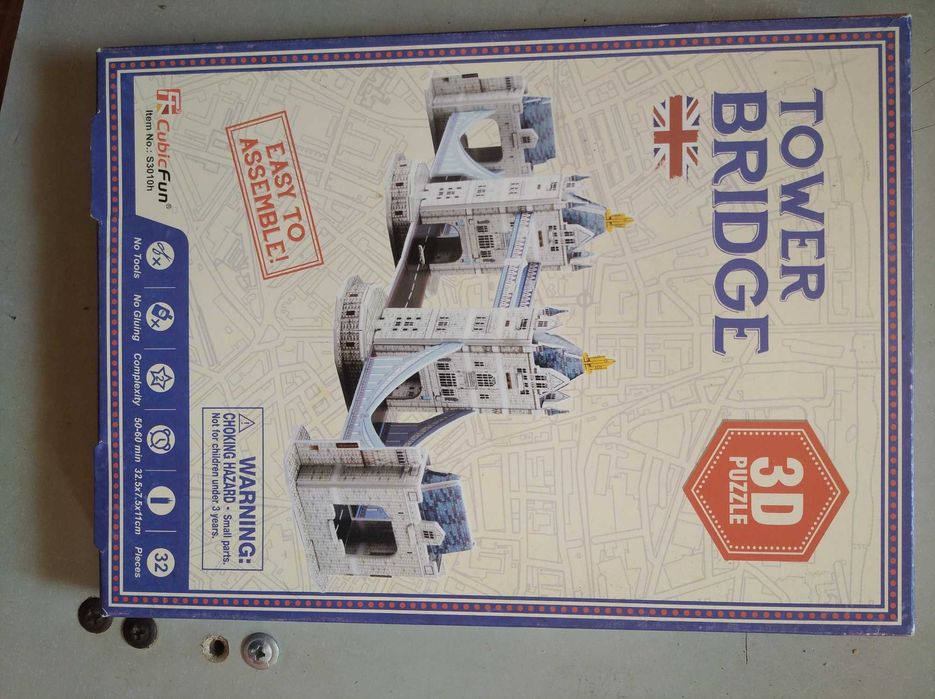 TOWER
BRIDGE
3D
PUZZLE
EASY TO
ASSEMBLE!
CubicFun®
Item No.: S3010h
⚠ WARNING:
CHOKING HAZARD - Small parts.
Not for children under 3 years.
2
32
No Tools
No Gluing
Complexity
50-60 min
32.5x7.5x11cm
Pieces